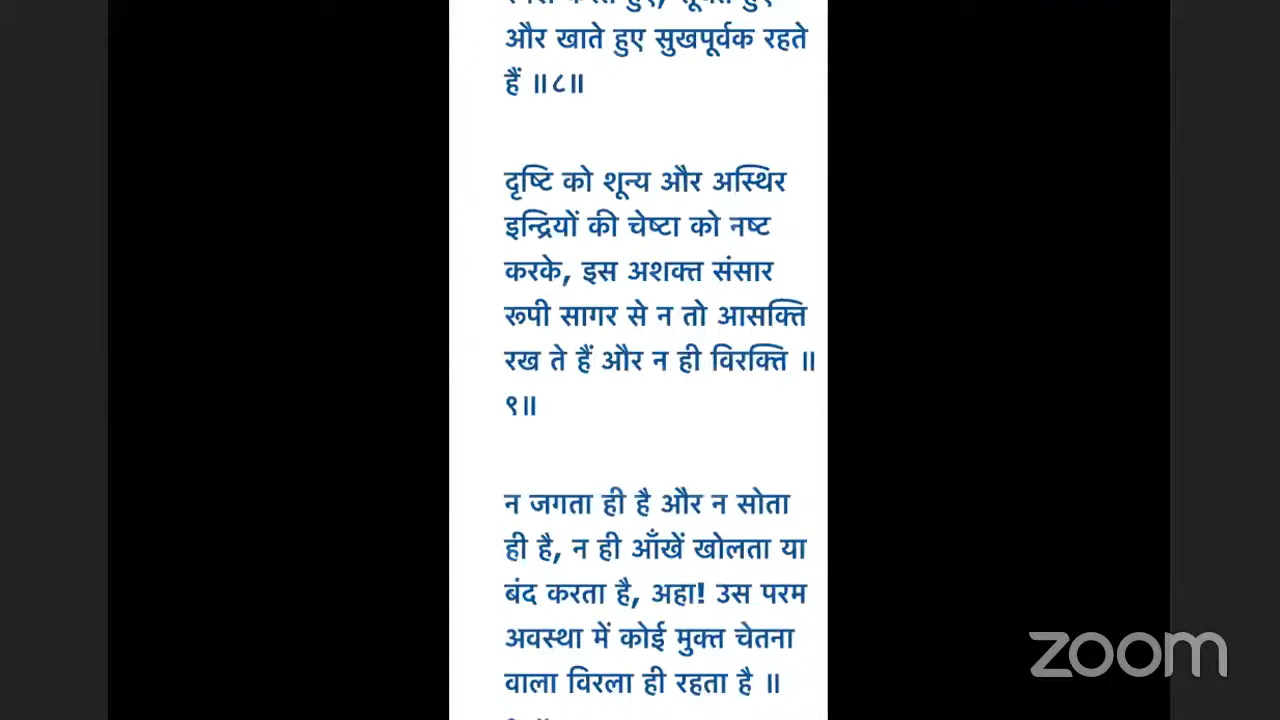 और खाते हुए सुखपूर्वक रहते
हैं ॥८॥
दृष्टि को शून्य और अस्थिर
इन्द्रियों की चेष्टा को नष्ट
करके, इस अशक्त संसार
रूपी सागर से न तो आसक्ति
रख ते हैं और न ही विरक्ति ॥
९॥
न जगता ही है और न सोता
ही है, न ही आँखें खोलता या
बंद करता है, अहा! उस परम
अवस्था में कोई मुक्त चेतना
वाला विरला ही रहता है ॥
zoom